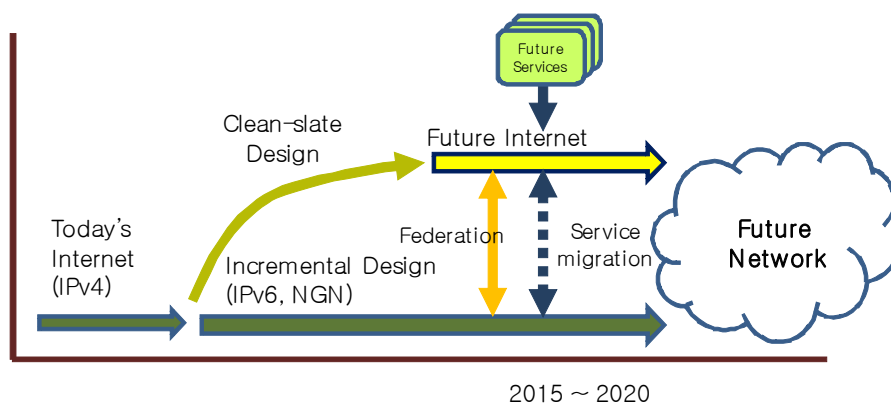 Future
Services
Clean-slate
Design
Future Internet
Today's
Internet
(IPv4)
Federation
Service
migration
Future
Network
Incremental Design
(IPv6, NGN)
2015 ~ 2020